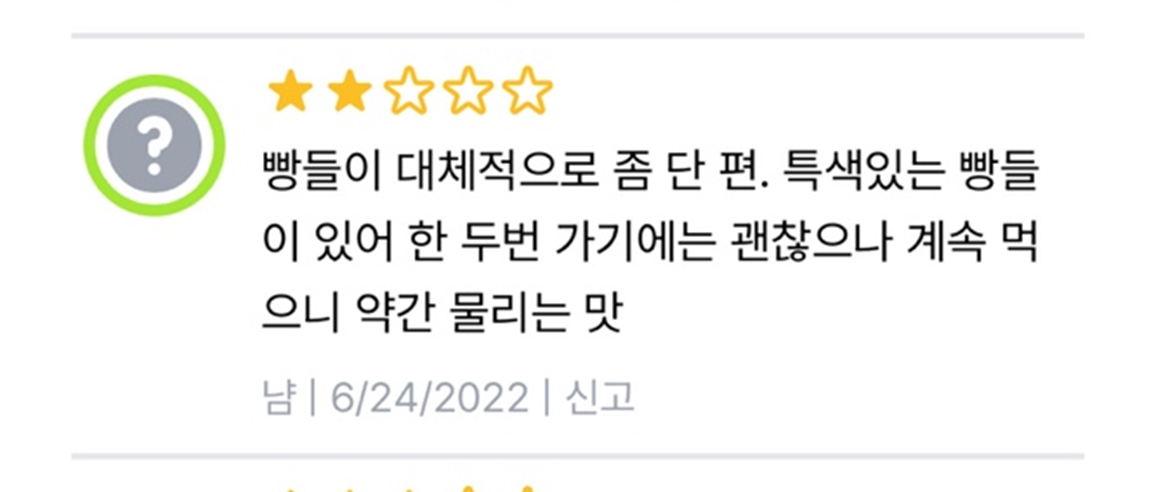 빵들이 대체적으로 좀 단 편. 특색있는 빵들
이 있어 한 두번 가기에는 괜찮으나 계속 먹
으니 약간 물리는 맛
냠 | 6/24/2022 | 신고